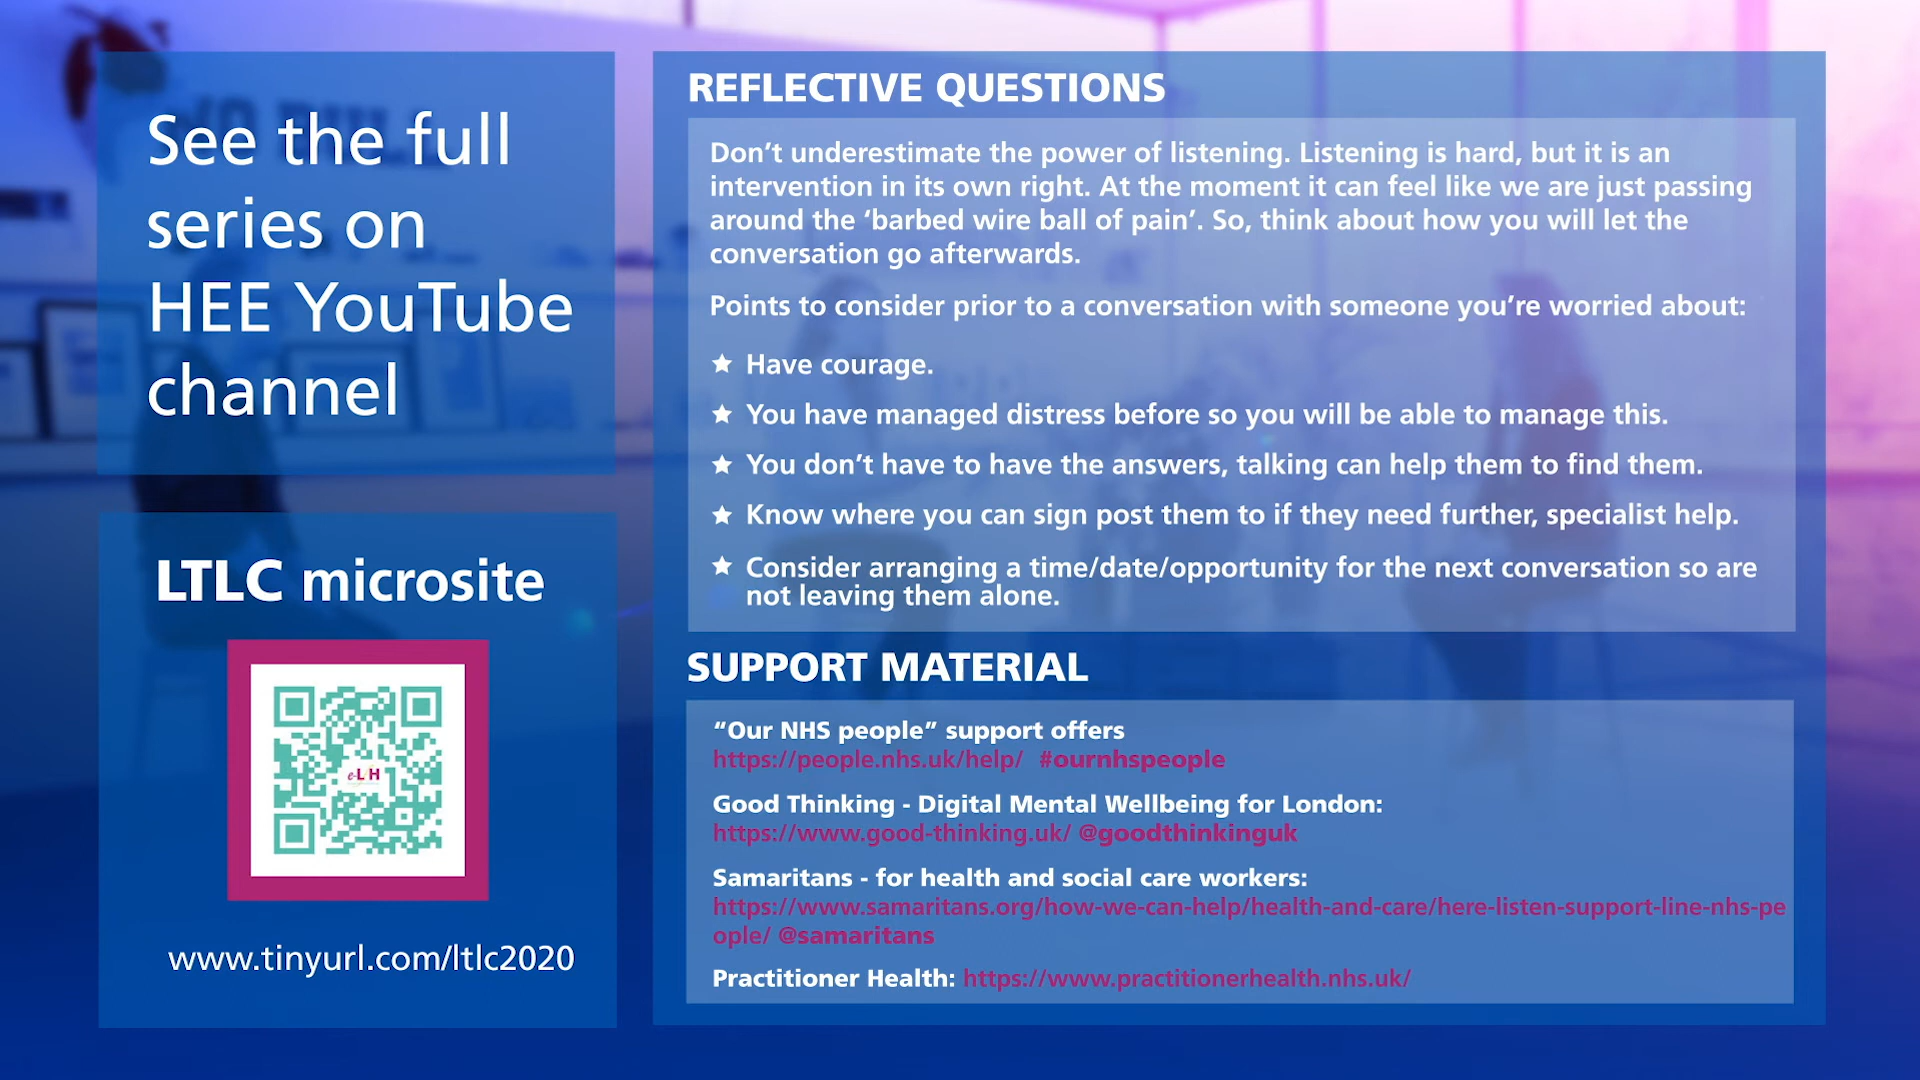 See the full
series on
HEE YouTube
channel
LTLC microsite
e-LfH
www.tinyurl.com/ltlc2020
REFLECTIVE QUESTIONS
Don’t underestimate the power of listening. Listening is hard, but it is an
intervention in its own right. At the moment it can feel like we are just passing
around the ‘barbed wire ball of pain’. So, think about how you will let the
conversation go afterwards.
Points to consider prior to a conversation with someone you’re worried about:
★ Have courage.
★ You have managed distress before so you will be able to manage this.
★ You don’t have to have the answers, talking can help them to find them.
★ Know where you can sign post them to if they need further, specialist help.
★ Consider arranging a time/date/opportunity for the next conversation so are
not leaving them alone.
SUPPORT MATERIAL
“Our NHS people” support offers
https://people.nhs.uk/help/ #ournhspeople
Good Thinking - Digital Mental Wellbeing for London:
https://www.good-thinking.uk/ @goodthinkinguk
Samaritans - for health and social care workers:
https://www.samaritans.org/how-we-can-help/health-and-care/here-listen-support-line-nhs-pe
ople/ @samaritans
Practitioner Health: https://www.practitionerhealth.nhs.uk/